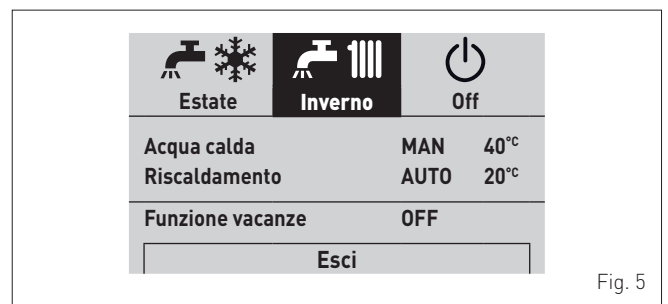 Estate Inverno Off
Acqua calda MAN 40°C
Riscaldamento AUTO 20°C
Funzione vacanze OFF
Esci
Fig. 5